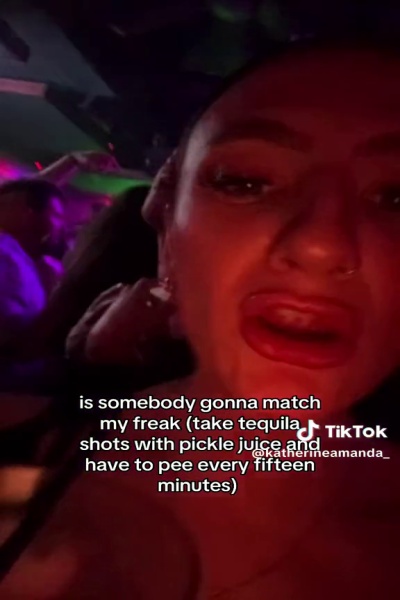 is somebody gonna match
my freak (take tequila
shots with pickle juice and
have to pee every fifteen
minutes)
TikTok
@katherineamanda_